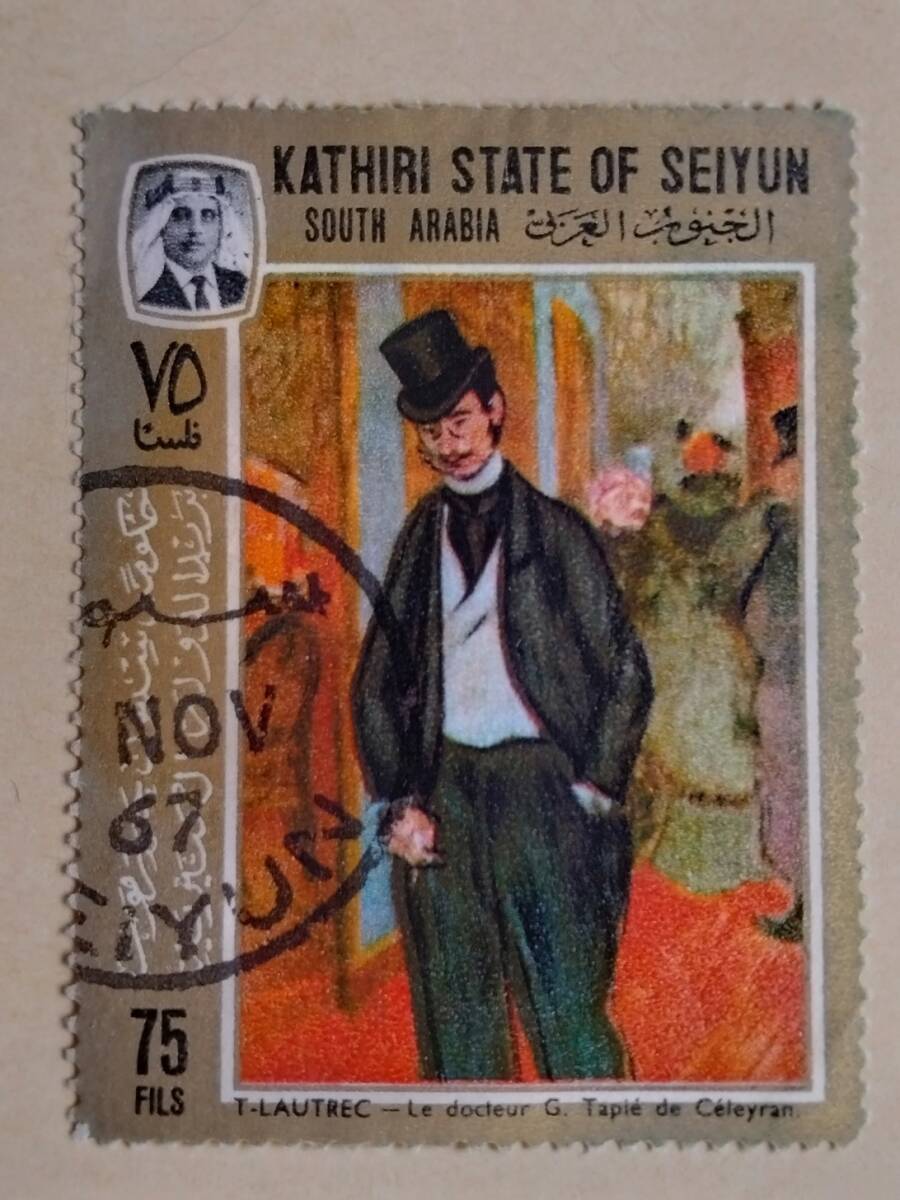 KATHIRI STATE OF SEIYUN
SOUTH ARABIA الجنوب العربي
٧٥
فلسا
NOV
67
EIYUN
75
FILS
T-LAUTREC — Le docteur G. Tapié de Céleyran.